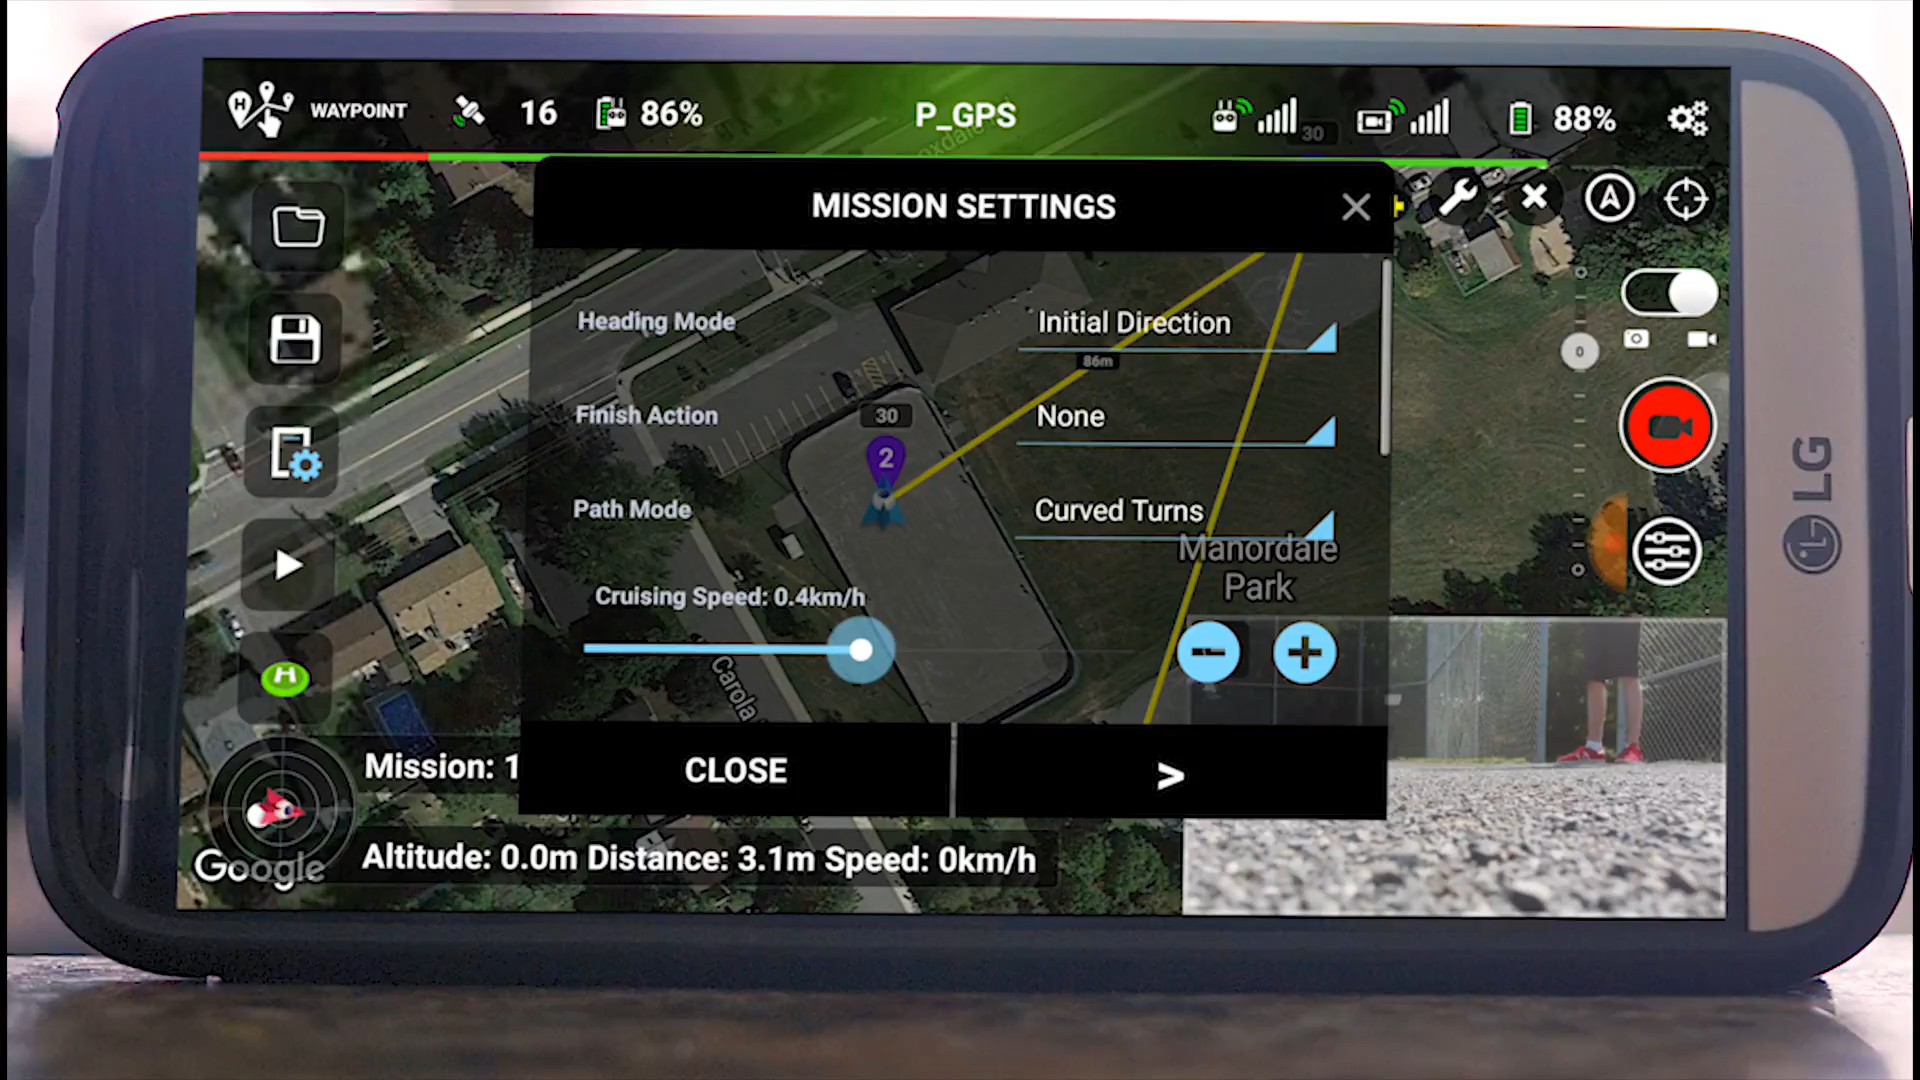 WAYPOINT 16 86% P_GPS 30 88%
MISSION SETTINGS
Heading Mode Initial Direction
86m
Finish Action None
30
2
Path Mode Curved Turns
Manordale
Park
Cruising Speed: 0.4km/h
Carola
CLOSE >
Mission: 1
Altitude: 0.0m Distance: 3.1m Speed: 0km/h
Google
0
H
LG